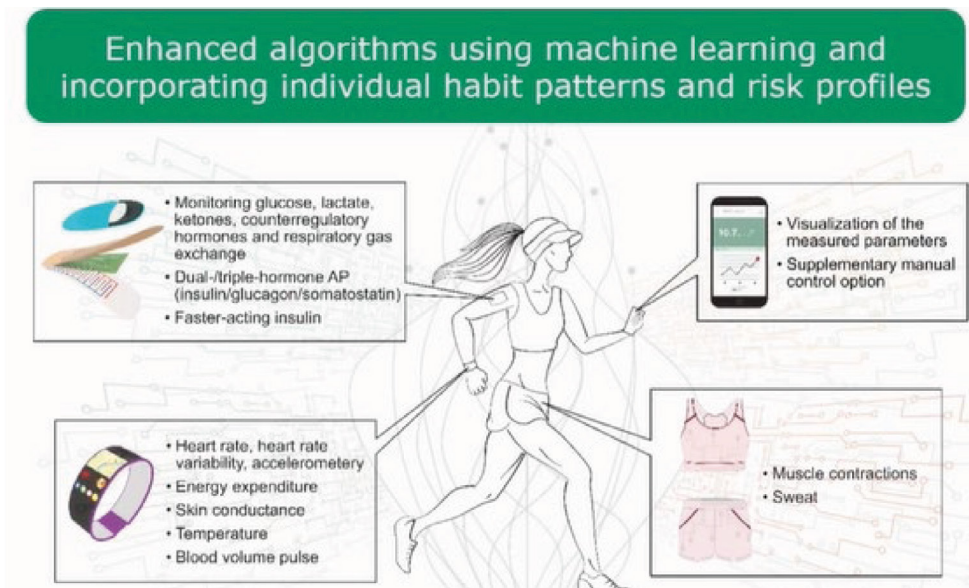 Enhanced algorithms using machine learning and
incorporating individual habit patterns and risk profiles
• Monitoring glucose, lactate,
ketones, counterregulatory
hormones and respiratory gas
exchange
• Dual-/triple-hormone AP
(insulin/glucagon/somatostatin)
• Faster-acting insulin
• Visualization of the
measured parameters
• Supplementary manual
control option
• Heart rate, heart rate
variability, accelerometery
• Energy expenditure
• Skin conductance
• Temperature
• Blood volume pulse
• Muscle contractions
• Sweat